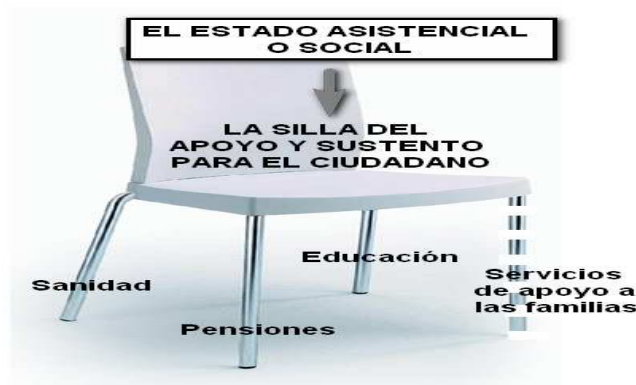 EL ESTADO ASISTENCIAL
O SOCIAL
LA SILLA DEL
APOYO Y SUSTENTO
PARA EL CIUDADANO
Educación
Sanidad
Servicios
de apoyo a
las familias
Pensiones